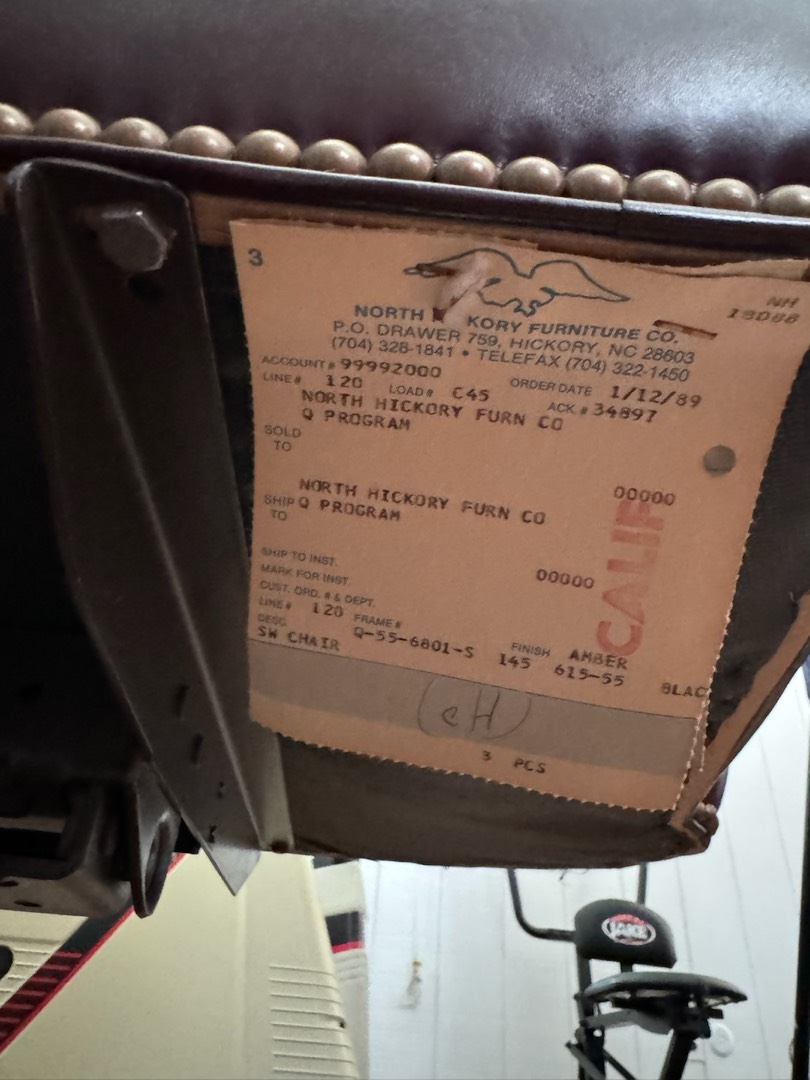 3
NH
18088
NORTH KORY FURNITURE CO.
P.O. DRAWER 759, HICKORY, NC 28603
(704) 328-1841 • TELEFAX (704) 322-1450
ACCOUNT # 99992000
LINE # 120 LOAD # C45 ORDER DATE 1/12/89
NORTH HICKORY FURN CO ACK # 34897
Q PROGRAM
SOLD
TO
00000
NORTH HICKORY FURN CO
SHIP Q PROGRAM
TO
CALIF
SHIP TO INST.
00000
MARK FOR INST.
CUST. ORD. # & DEPT.
LINE # 120 FRAME # FINISH AMBER
DESC. Q-55-6801-S 145 615-55 BLAC
SW CHAIR
CH
3 PCS
JAKE